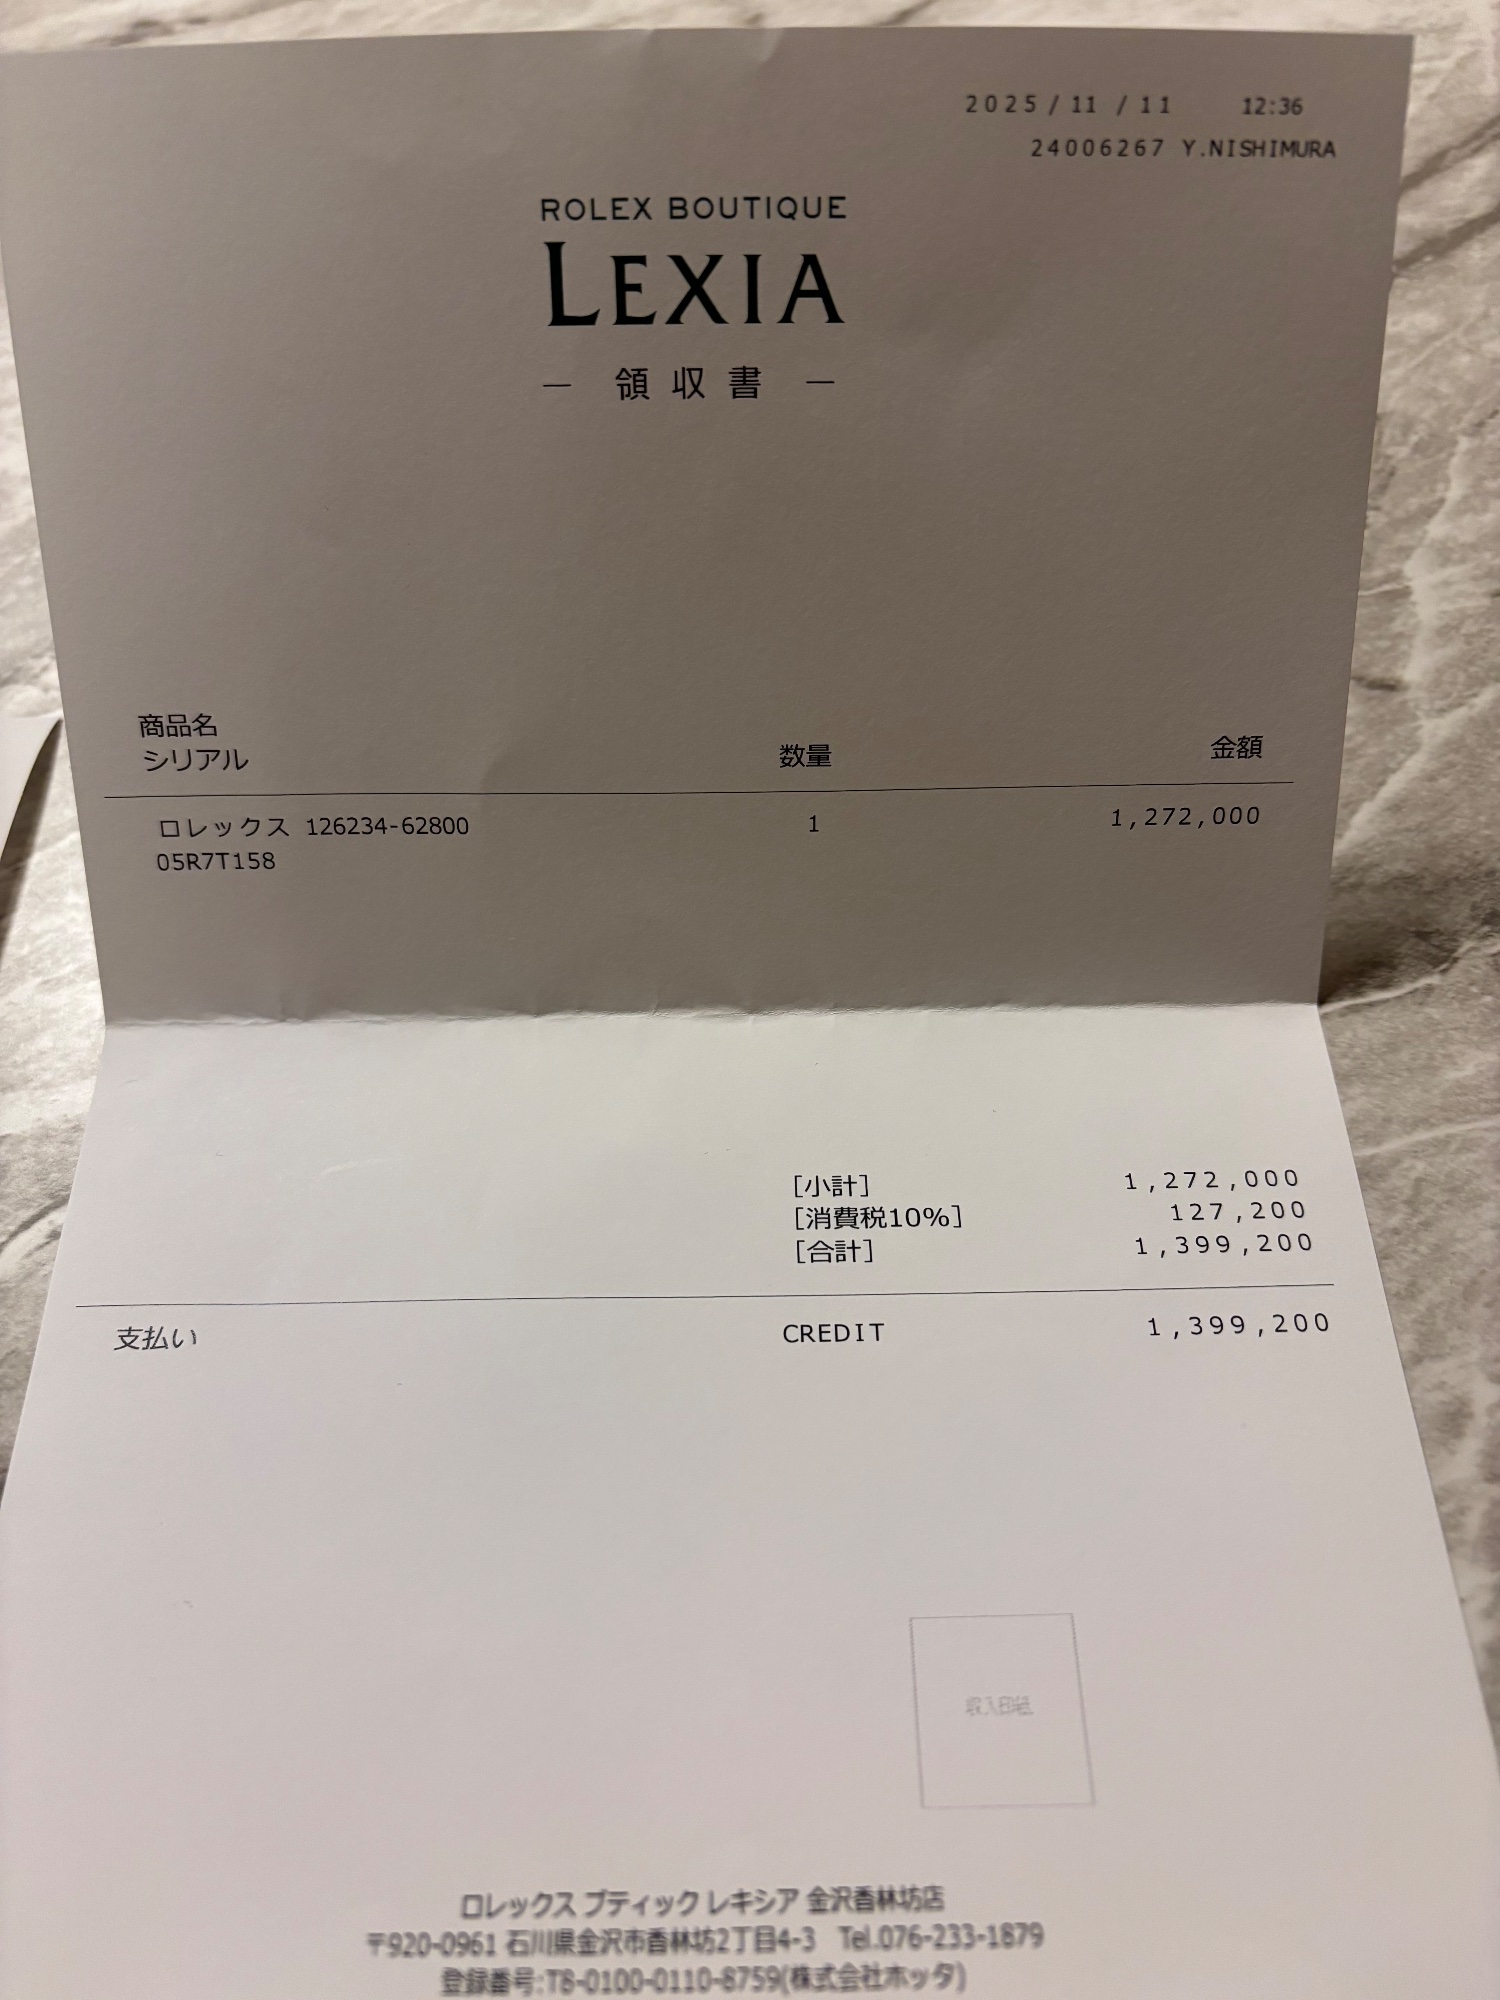 2025/11/11 12:36
24006267 Y.NISHIMURA
ROLEX BOUTIQUE
LEXIA
— 領収書 —
商品名
シリアル 数量 金額
ロレックス 126234-62800 1 1,272,000
05R7T158
[小計] 1,272,000
[消費税10%] 127,200
[合計] 1,399,200
支払い CREDIT 1,399,200
収入印紙
ロレックス ブティック レキシア 金沢香林坊店
〒920-0961 石川県金沢市香林坊2丁目4-3 Tel.076-233-1879
登録番号:T8-0100-0110-8759(株式会社ホッタ)